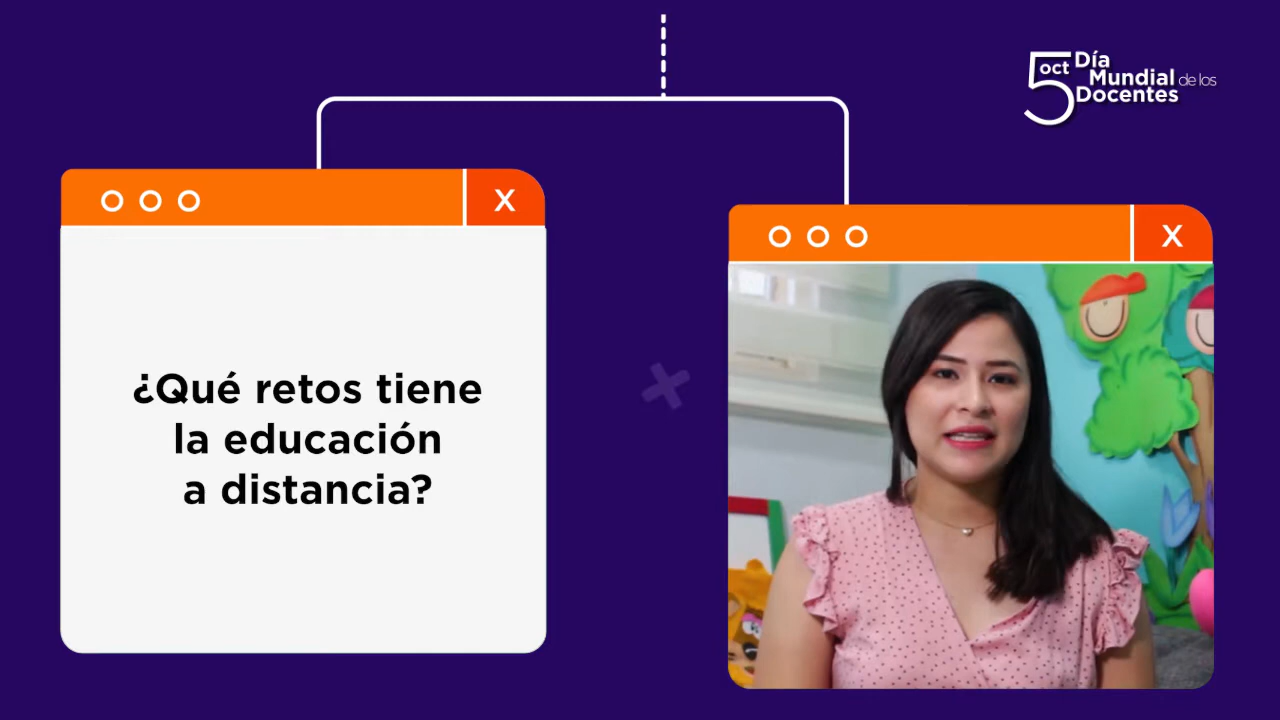 5 oct Día
Mundial de los
Docentes
X
X
¿Qué retos tiene
la educación
a distancia?